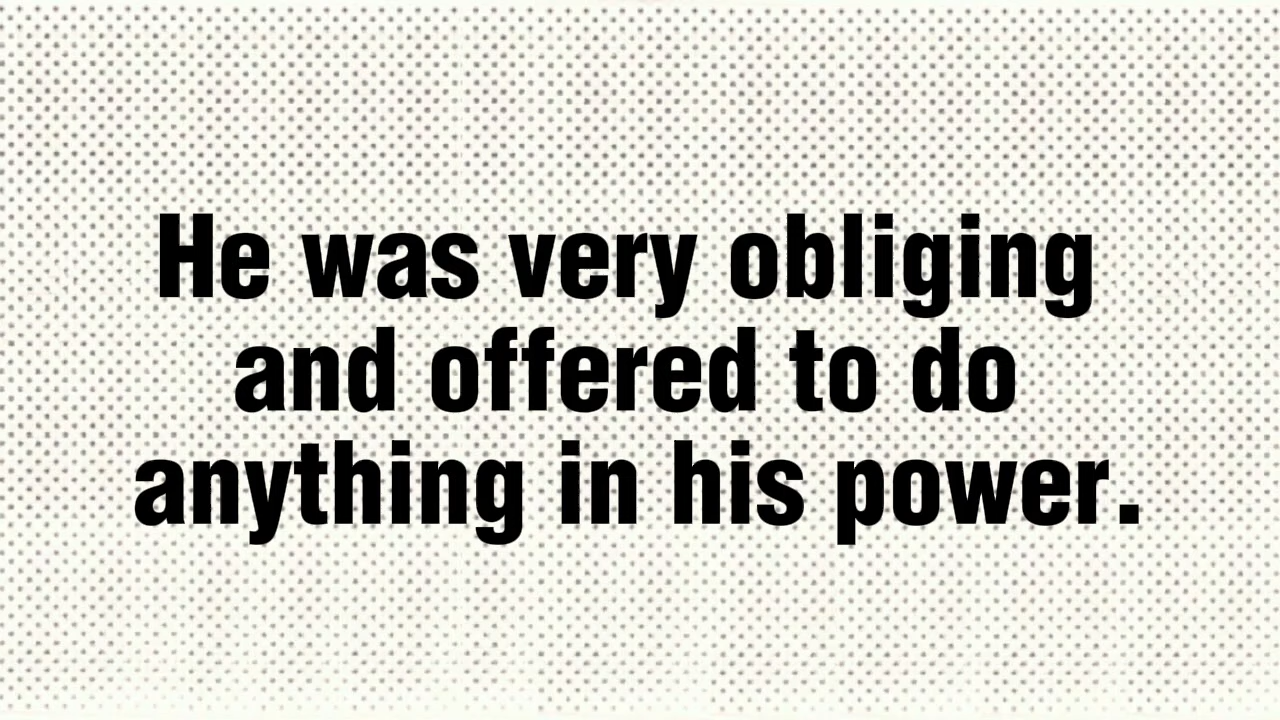 He was very obliging
and offered to do
anything in his power.